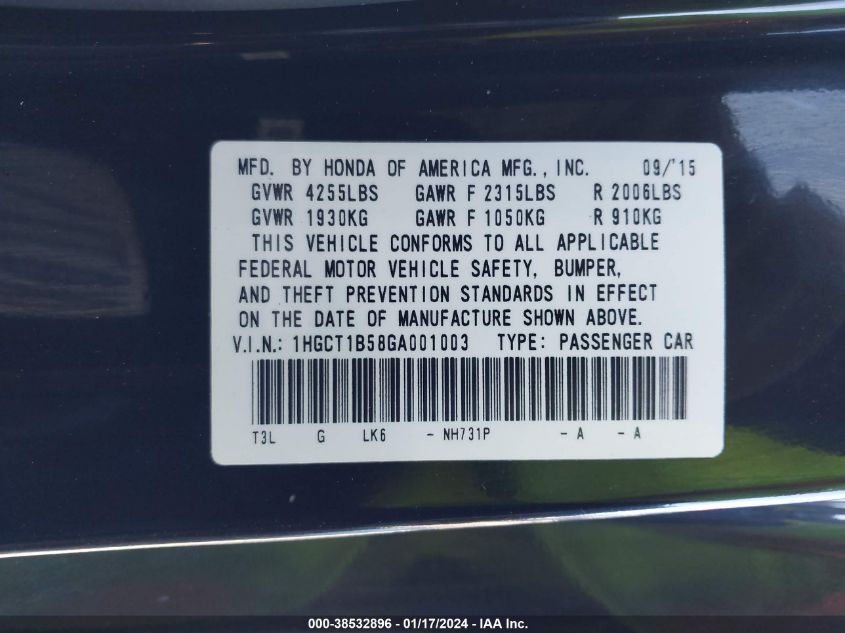 MFD. BY HONDA OF AMERICA MFG., INC. 09/'15
GVWR 4255LBS GAWR F 2315LBS R 2006LBS
GVWR 1930KG GAWR F 1050KG R 910KG
THIS VEHICLE CONFORMS TO ALL APPLICABLE
FEDERAL MOTOR VEHICLE SAFETY, BUMPER,
AND THEFT PREVENTION STANDARDS IN EFFECT
ON THE DATE OF MANUFACTURE SHOWN ABOVE.
V.I.N.: 1HGCT1B58GA001003 TYPE: PASSENGER CAR
T3L G LK6 - NH731P - A - A
000-38532896 - 01/17/2024 - IAA Inc.